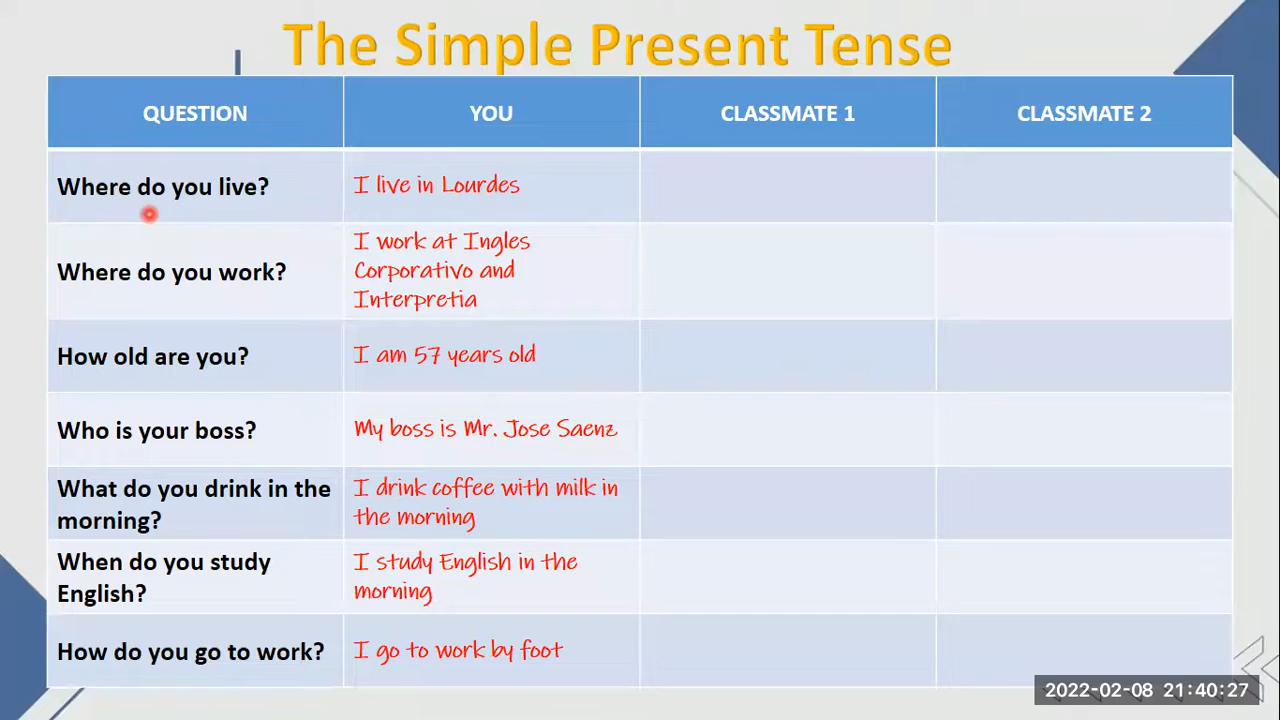 The Simple Present Tense
QUESTION
YOU
CLASSMATE 1
CLASSMATE 2
Where do you live?
I live in Lourdes
Where do you work?
I work at Ingles
Corporativo and
Interpretia
How old are you?
I am 57 years old
Who is your boss?
My boss is Mr. Jose Saenz
What do you drink in the
morning?
I drink coffee with milk in
the morning
When do you study
English?
I study English in the
morning
How do you go to work?
I go to work by foot
2022-02-08 21:40:27